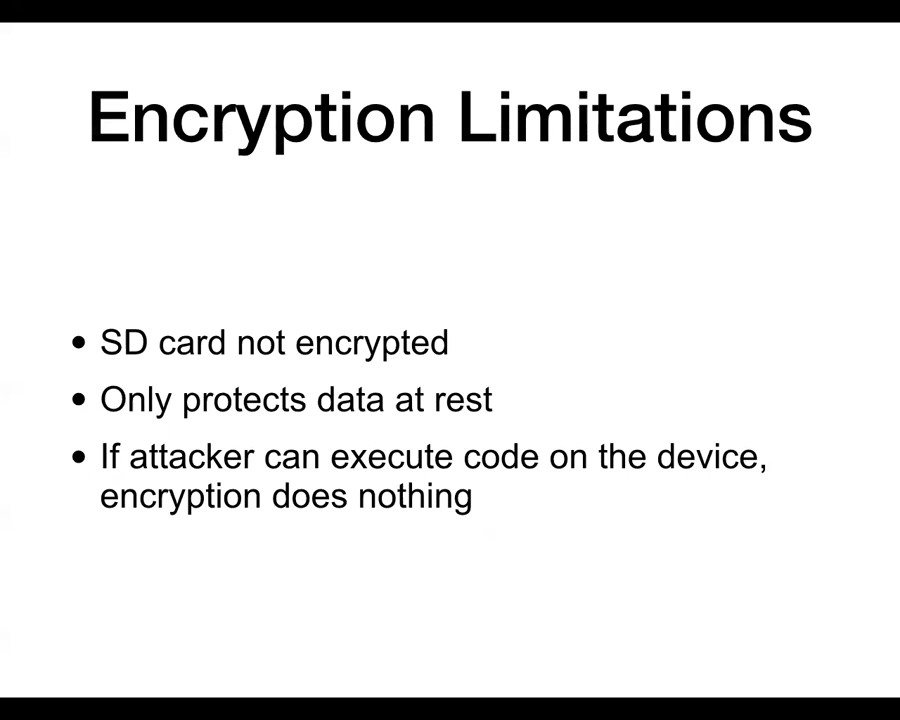 Encryption Limitations
• SD card not encrypted
• Only protects data at rest
• If attacker can execute code on the device,
encryption does nothing